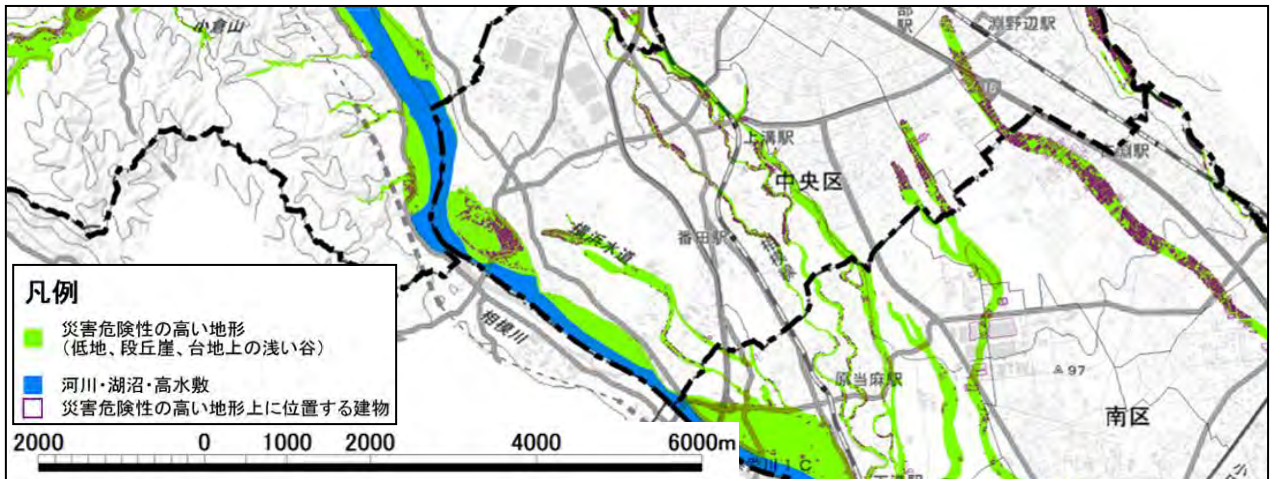 小倉山
淵野辺駅
16
上溝駅
中央区
番田駅
横浜水道
相模川
原当麻駅
97
南区
凡例
災害危険性の高い地形
（低地、段丘崖、台地上の浅い谷）
河川・湖沼・高水敷
災害危険性の高い地形上に位置する建物
2000 0 1000 2000 4000 6000m